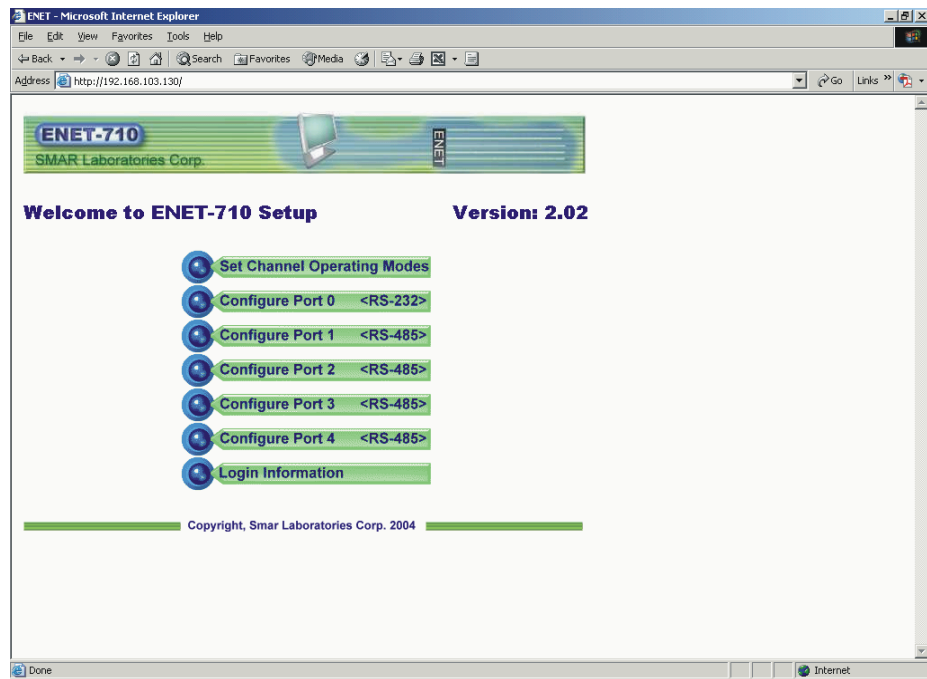 ENET - Microsoft Internet Explorer
File Edit View Favorites Tools Help
Back Search Favorites Media
Address http://192.168.103.130/ Go Links »
ENET-710
SMAR Laboratories Corp.
ENET
Welcome to ENET-710 Setup Version: 2.02
Set Channel Operating Modes
Configure Port 0 <RS-232>
Configure Port 1 <RS-485>
Configure Port 2 <RS-485>
Configure Port 3 <RS-485>
Configure Port 4 <RS-485>
Login Information
Copyright, Smar Laboratories Corp. 2004
Done Internet